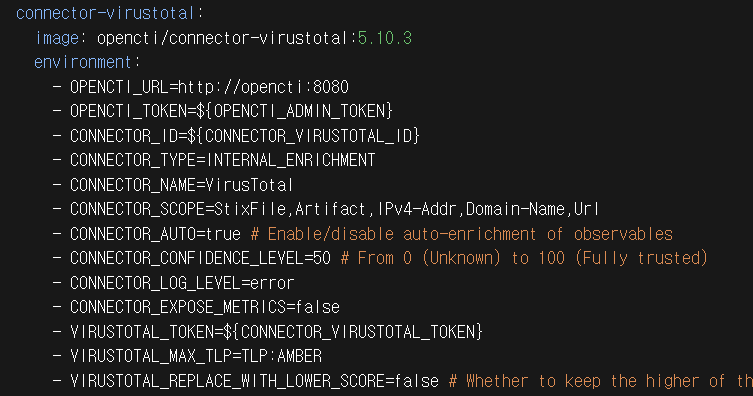 connector-virustotal:
image: opencti/connector-virustotal:5.10.3
environment:
- OPENCTI_URL=http://opencti:8080
- OPENCTI_TOKEN=${OPENCTI_ADMIN_TOKEN}
- CONNECTOR_ID=${CONNECTOR_VIRUSTOTAL_ID}
- CONNECTOR_TYPE=INTERNAL_ENRICHMENT
- CONNECTOR_NAME=VirusTotal
- CONNECTOR_SCOPE=StixFile,Artifact,IPv4-Addr,Domain-Name,Url
- CONNECTOR_AUTO=true # Enable/disable auto-enrichment of observables
- CONNECTOR_CONFIDENCE_LEVEL=50 # From 0 (Unknown) to 100 (Fully trusted)
- CONNECTOR_LOG_LEVEL=error
- CONNECTOR_EXPOSE_METRICS=false
- VIRUSTOTAL_TOKEN=${CONNECTOR_VIRUSTOTAL_TOKEN}
- VIRUSTOTAL_MAX_TLP=TLP:AMBER
- VIRUSTOTAL_REPLACE_WITH_LOWER_SCORE=false # Whether to keep the higher of th